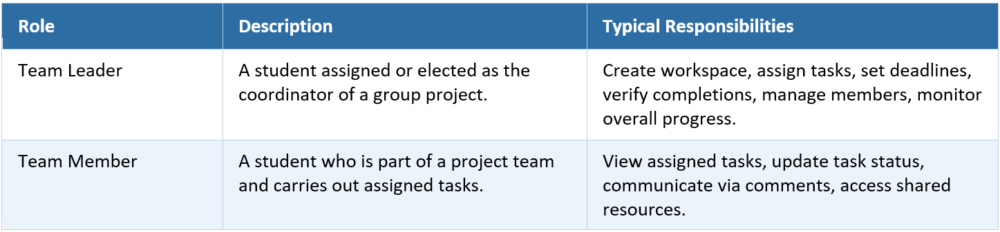 Role
Description
Typical Responsibilities
Team Leader
A student assigned or elected as the
coordinator of a group project.
Create workspace, assign tasks, set deadlines,
verify completions, manage members, monitor
overall progress.
Team Member
A student who is part of a project team
and carries out assigned tasks.
View assigned tasks, update task status,
communicate via comments, access shared
resources.